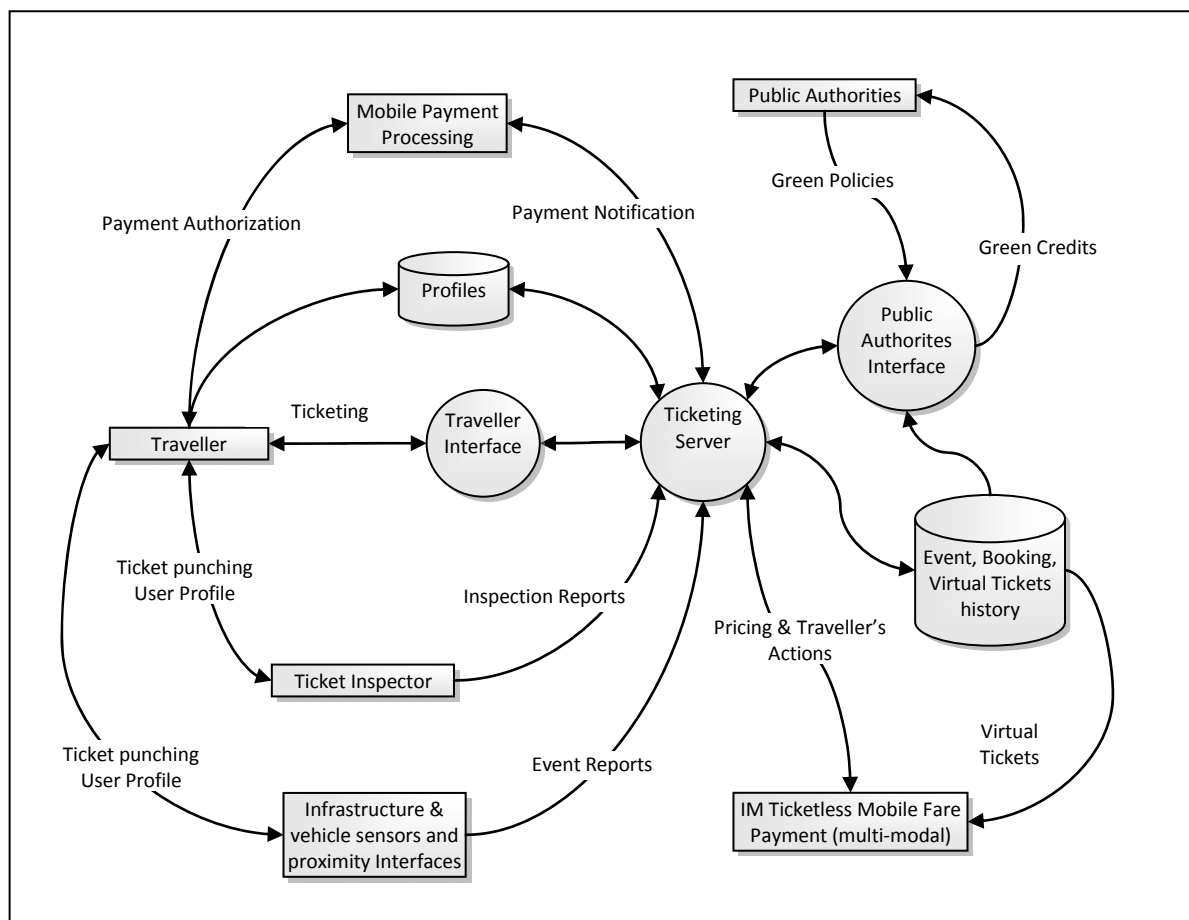 Public Authorities
Mobile Payment
Processing
Green Policies
Payment Authorization
Payment Notification
Green Credits
Profiles
Public
Authorites
Interface
Ticketing
Traveller
Traveller
Interface
Ticketing
Server
Ticket punching
User Profile
Inspection Reports
Event, Booking,
Virtual Tickets
history
Pricing & Traveller’s
Actions
Ticket Inspector
Ticket punching
User Profile
Event Reports
Virtual
Tickets
Infrastructure &
vehicle sensors and
proximity Interfaces
IM Ticketless Mobile Fare
Payment (multi-modal)